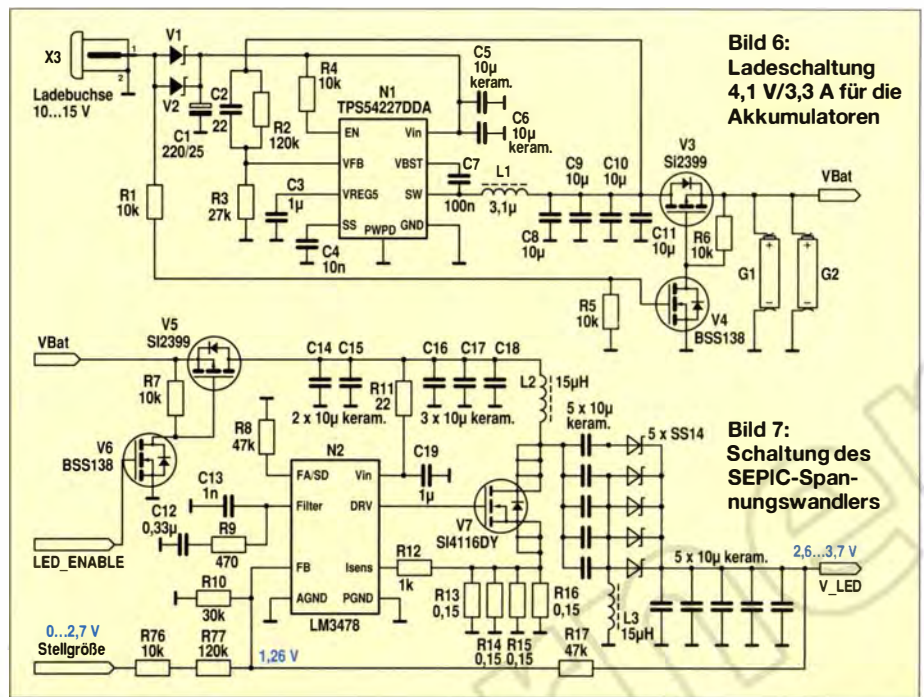 Bild 6:
Ladeschaltung
4,1 V/3,3 A für die
Akkumulatoren
X3
1
2
Ladebuchse
10...15 V
V1
V2
C1
220/25
C2
22
R2
120k
R4
10k
N1
TPS54227DDA
EN
Vin
VFB
VBST
VREG5
SW
SS
PWPD
GND
C5
10µ
keram.
C6
10µ
keram.
R1
10k
R3
27k
C3
1µ
C4
10n
C7
100n
L1
3,1µ
C9
10µ
C10
10µ
C8
10µ
C11
10µ
V3
Si2399
VBat
R6
10k
G1
G2
R5
10k
V4
BSS138
VBat
V5
SI2399
R7
10k
V6
BSS138
LED_ENABLE
C14
C15
2 x 10µ keram.
R11
22
C16
C17
C18
3 x 10µ keram.
L2
15µH
5 x 10µ
keram.
5 x SS14
Bild 7:
Schaltung des
SEPIC-Span-
nungswandlers
R8
47k
N2
FA/SD
Vin
Filter
DRV
FB
Isens
AGND
PGND
LM3478
C19
1µ
C13
1n
C12
0,33µ
R9
470
V7
SI4116DY
R12
1k
R10
30k
R13
0,15
R14
0,15
R15
0,15
R16
0,15
5 x 10µ keram.
L3
15µH
2,6...3,7 V
V_LED
0...2,7 V
Stellgröße
R76
10k
R77
120k
1,26 V
R17
47k